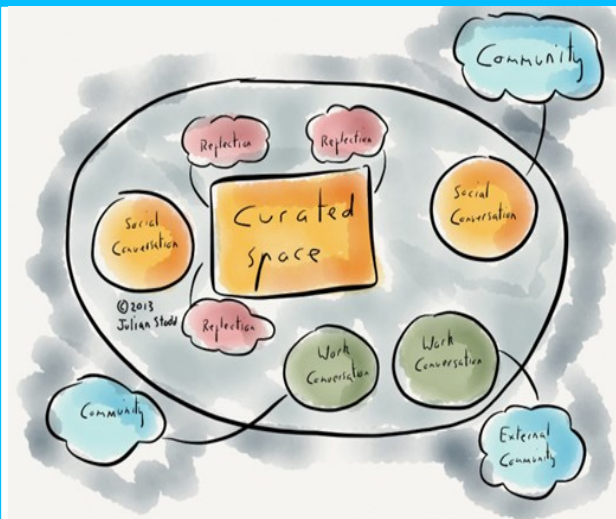 Community
Reflection
Reflection
Social
Conversation
Curated
space
Social
Conversation
©2013
Julian Stodd
Reflection
Work
Conversation
Work
Conversation
Community
External
Community